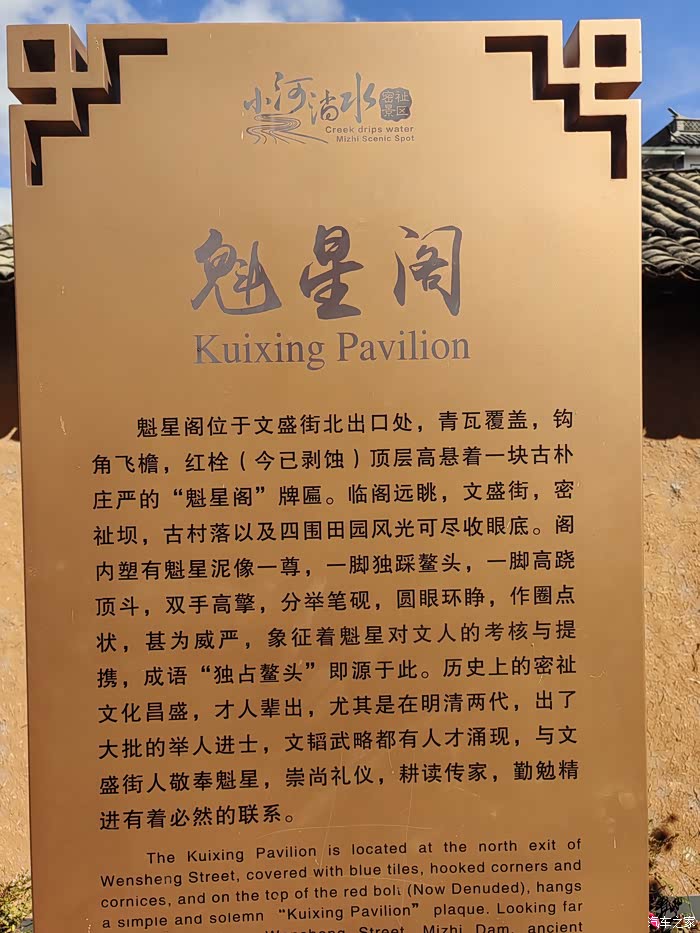 小河淌水
密祉
景区
Creek drips water
Mizhi Scenic Spot
魁星阁
Kuixing Pavilion
魁星阁位于文盛街北出口处，青瓦覆盖，钩
角飞檐，红栓（今已剥蚀）顶层高悬着一块古朴
庄严的“魁星阁”牌匾。临阁远眺，文盛街，密
祉坝，古村落以及四围田园风光可尽收眼底。阁
内塑有魁星泥像一尊，一脚独踩鳌头，一脚高跷
顶斗，双手高擎，分举笔砚，圆眼环睁，作圈点
状，甚为威严，象征着魁星对文人的考核与提
携，成语“独占鳌头”即源于此。历史上的密祉
文化昌盛，才人辈出，尤其是在明清两代，出了
大批的举人进士，文韬武略都有人才涌现，与文
盛街人敬奉魁星，崇尚礼仪，耕读传家，勤勉精
进有着必然的联系。
The Kuixing Pavilion is located at the north exit of
Wensheng Street, covered with blue tiles, hooked corners and
cornices, and on the top of the red bolt (Now Denuded), hangs
a simple and solemn “Kuixing Pavilion” plaque. Looking far
Wensheng Street, Mizhi Dam, ancient
汽车之家